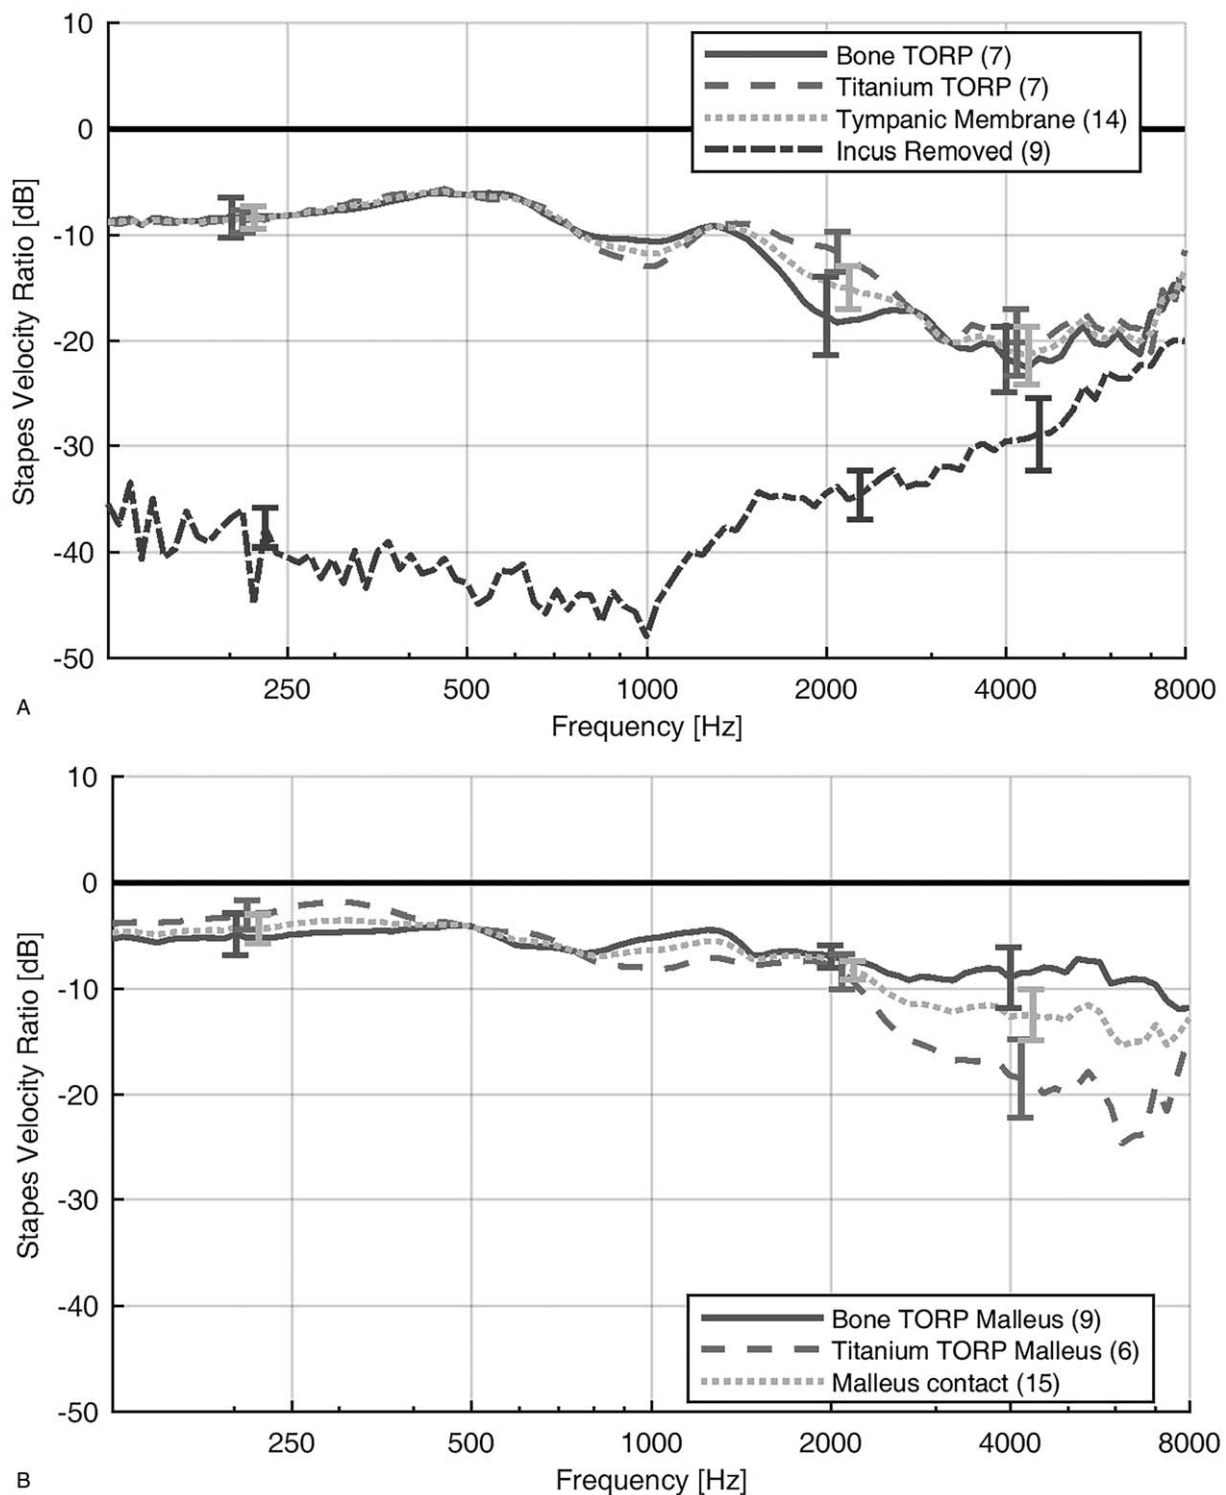 10
0
-10
-20
-30
-40
-50
Stapes Velocity Ratio [dB]
Bone TORP (7)
Titanium TORP (7)
Tympanic Membrane (14)
Incus Removed (9)
250 500 1000 2000 4000 8000
Frequency [Hz]
A
10
0
-10
-20
-30
-40
-50
Stapes Velocity Ratio [dB]
Bone TORP Malleus (9)
Titanium TORP Malleus (6)
Malleus contact (15)
250 500 1000 2000 4000 8000
Frequency [Hz]
B